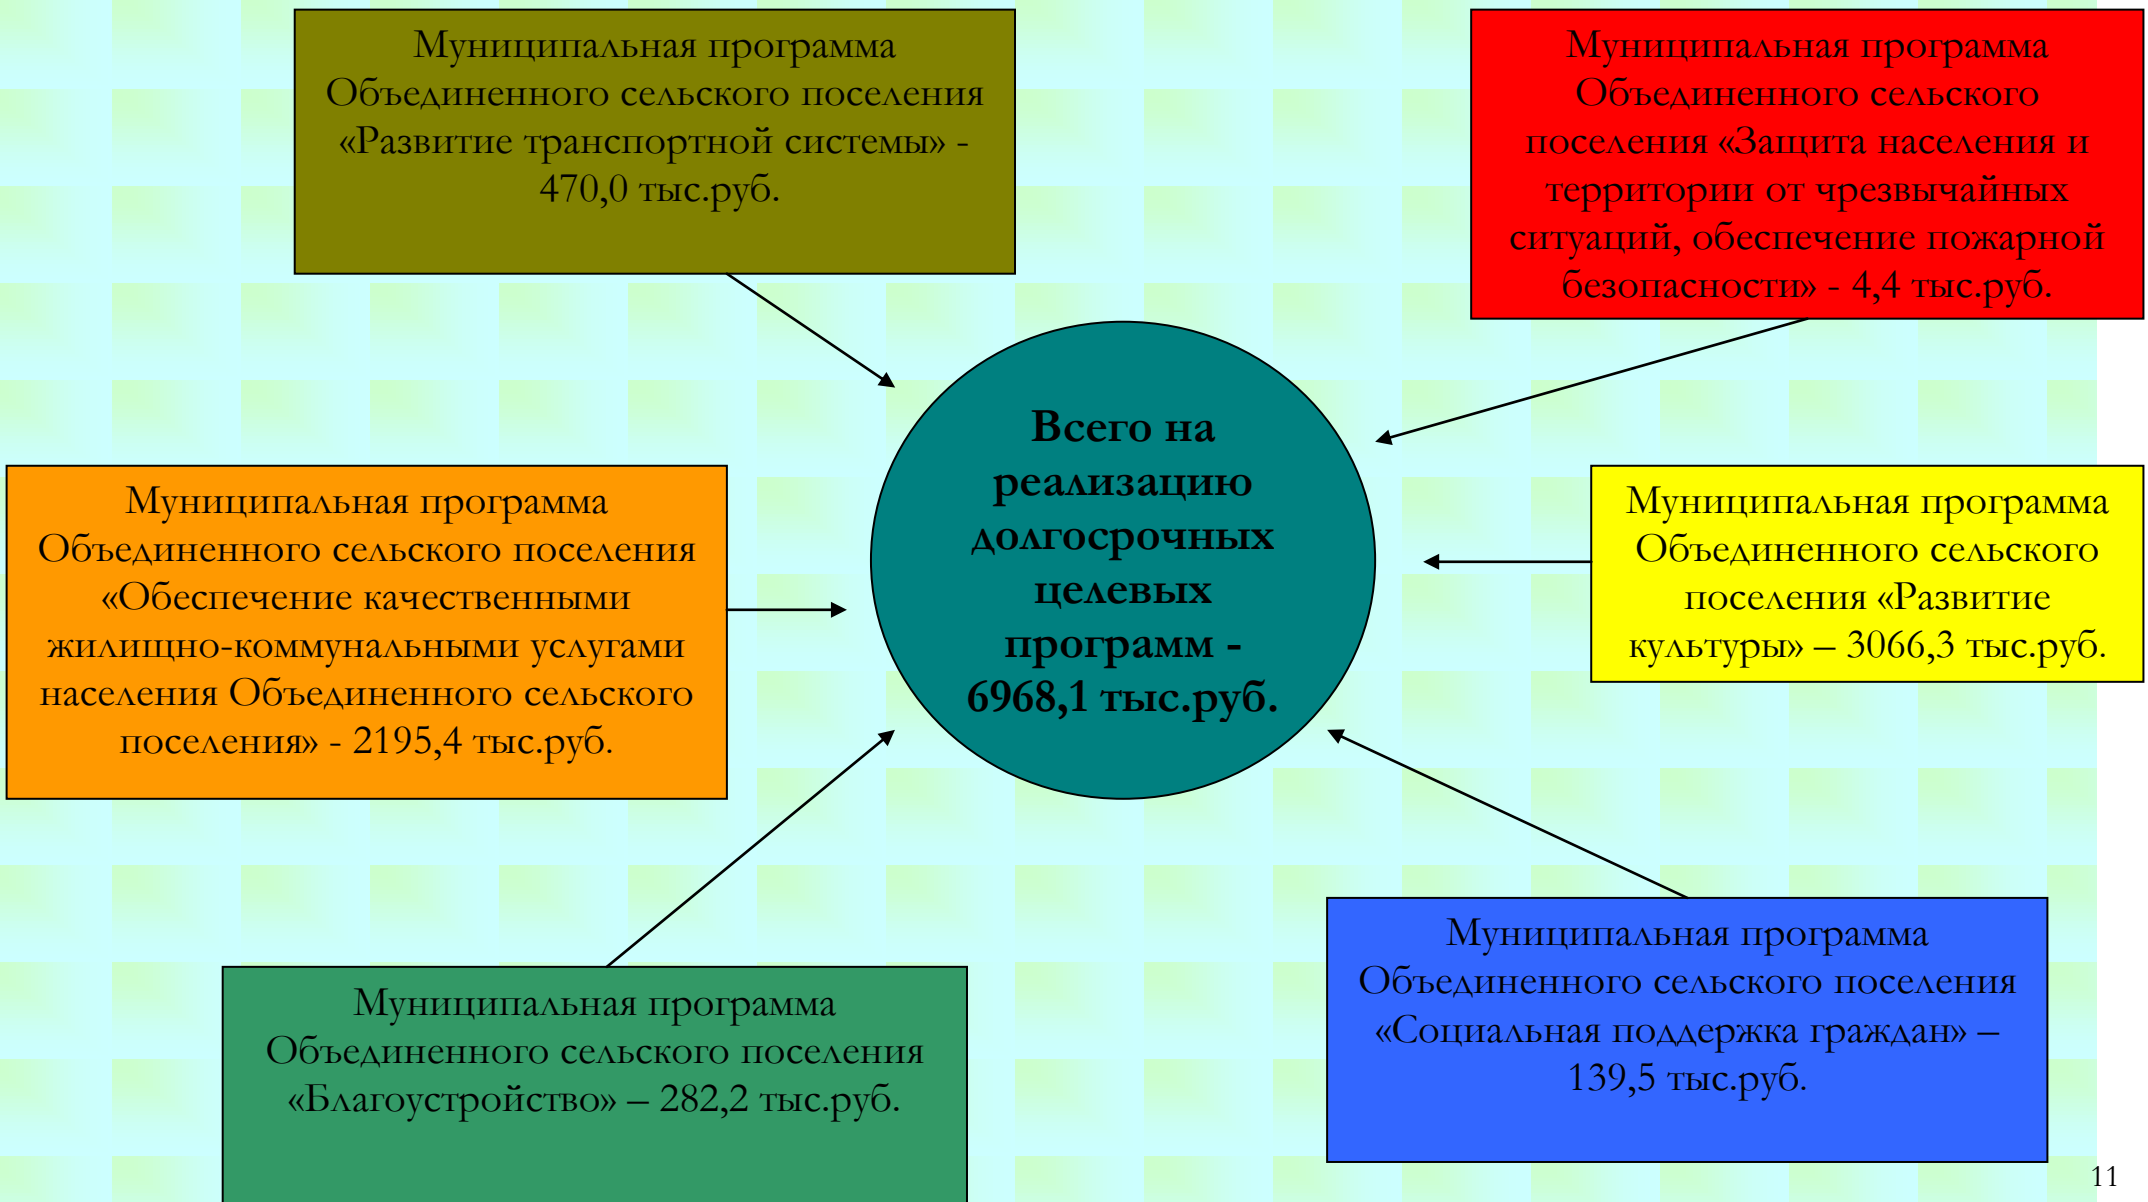 Муниципальная программа
Объединенного сельского поселения
«Развитие транспортной системы» -
470,0 тыс.руб.
Муниципальная программа
Объединенного сельского
поселения «Защита населения и
территории от чрезвычайных
ситуаций, обеспечение пожарной
безопасности» - 4,4 тыс.руб.
Всего на
реализацию
долгосрочных
целевых
программ -
6968,1 тыс.руб.
Муниципальная программа
Объединенного сельского поселения
«Обеспечение качественными
жилищно-коммунальными услугами
населения Объединенного сельского
поселения» - 2195,4 тыс.руб.
Муниципальная программа
Объединенного сельского
поселения «Развитие
культуры» – 3066,3 тыс.руб.
Муниципальная программа
Объединенного сельского поселения
«Благоустройство» – 282,2 тыс.руб.
Муниципальная программа
Объединенного сельского поселения
«Социальная поддержка граждан» –
139,5 тыс.руб.
11